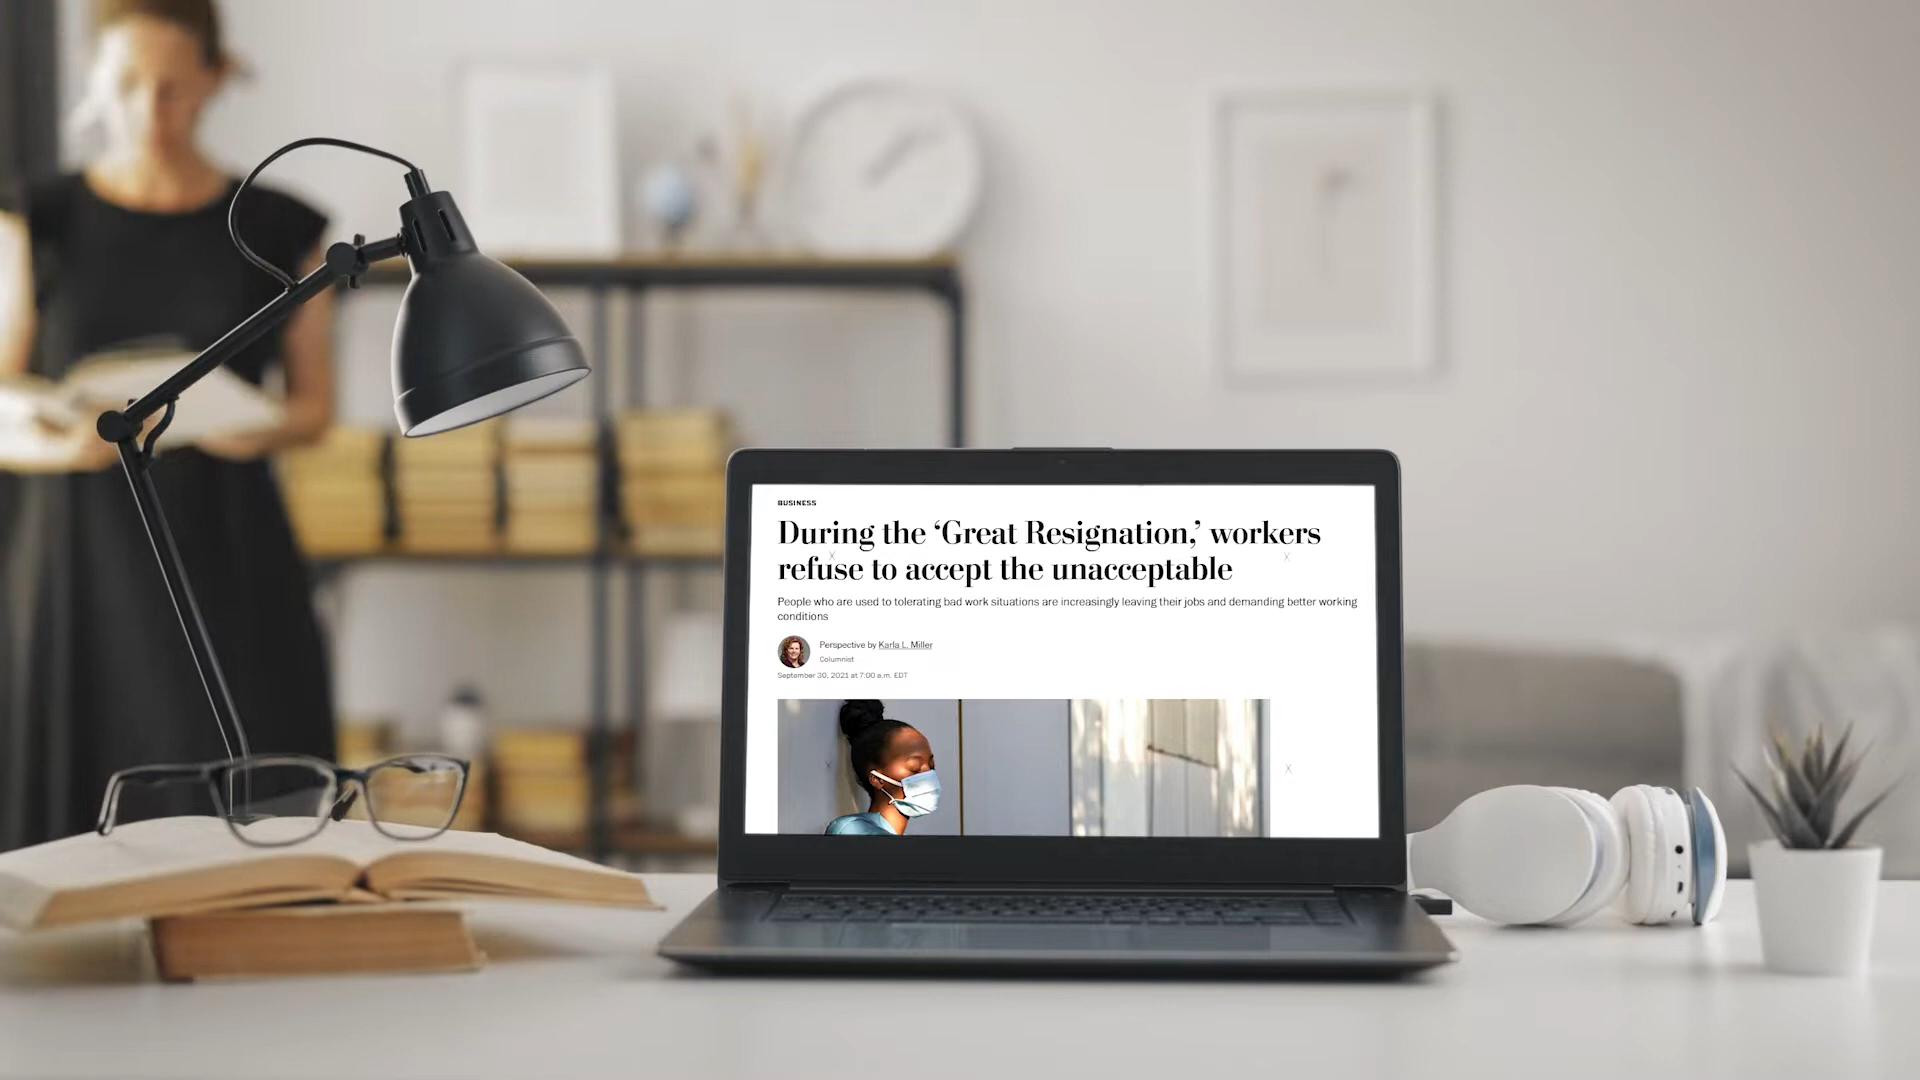 BUSINESS
During the ‘Great Resignation,’ workers
refuse to accept the unacceptable
People who are used to tolerating bad work situations are increasingly leaving their jobs and demanding better working
conditions
Perspective by Karla L. Miller
Columnist
September 30, 2021 at 7:00 a.m. EDT